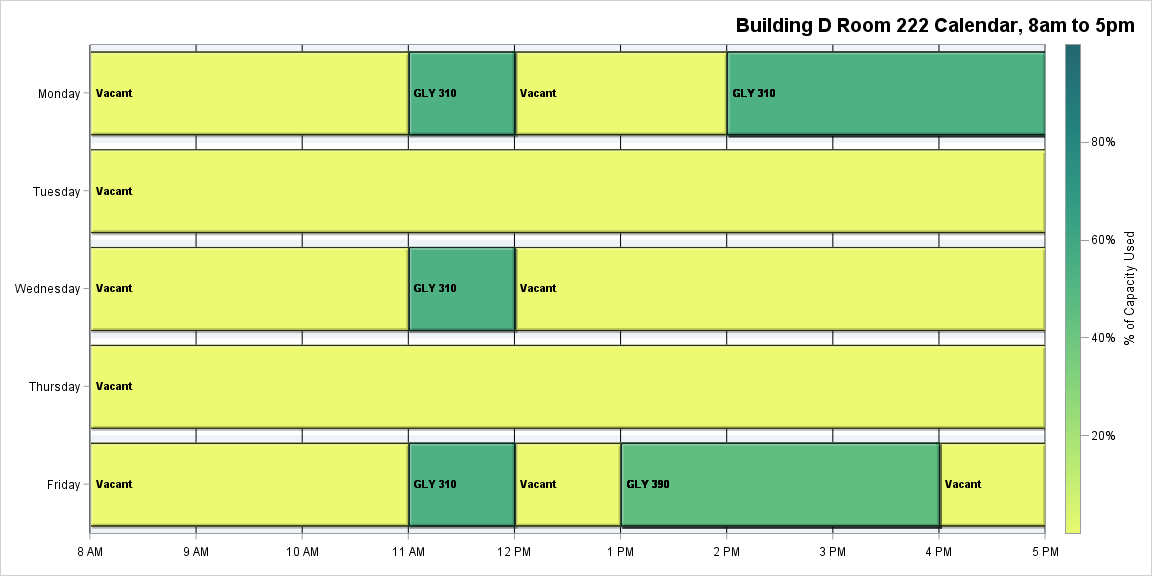 Building D Room 222 Calendar, 8am to 5pm
Monday
Vacant
GLY 310
Vacant
GLY 310
Tuesday
Vacant
Wednesday
Vacant
GLY 310
Vacant
Thursday
Vacant
Friday
Vacant
GLY 310
Vacant
GLY 390
Vacant
8 AM
9 AM
10 AM
11 AM
12 PM
1 PM
2 PM
3 PM
4 PM
5 PM
80%
60%
40%
20%
% of Capacity Used